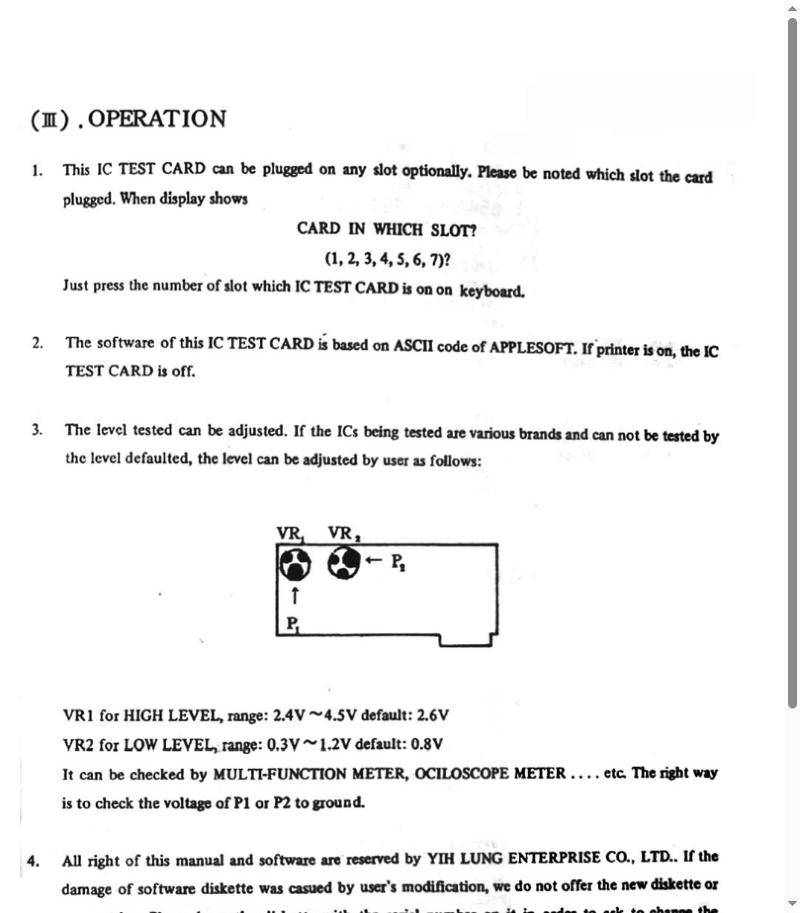 (Ⅲ) . OPERATION
1. This IC TEST CARD can be plugged on any slot optionally. Please be noted which slot the card
plugged. When display shows
CARD IN WHICH SLOT?
(1, 2, 3, 4, 5, 6, 7)?
Just press the number of slot which IC TEST CARD is on on keyboard.
2. The software of this IC TEST CARD is based on ASCII code of APPLESOFT. If printer is on, the IC
TEST CARD is off.
3. The level tested can be adjusted. If the ICs being tested are various brands and can not be tested by
the level defaulted, the level can be adjusted by user as follows:
VR₁ VR₂
← P₂
↑
P₁
VR1 for HIGH LEVEL, range: 2.4V～4.5V default: 2.6V
VR2 for LOW LEVEL, range: 0.3V～1.2V default: 0.8V
It can be checked by MULTI-FUNCTION METER, OCILOSCOPE METER . . . . etc. The right way
is to check the voltage of P1 or P2 to ground.
4. All right of this manual and software are reserved by YIH LUNG ENTERPRISE CO., LTD.. If the
damage of software diskette was casued by user's modification, we do not offer the new diskette or